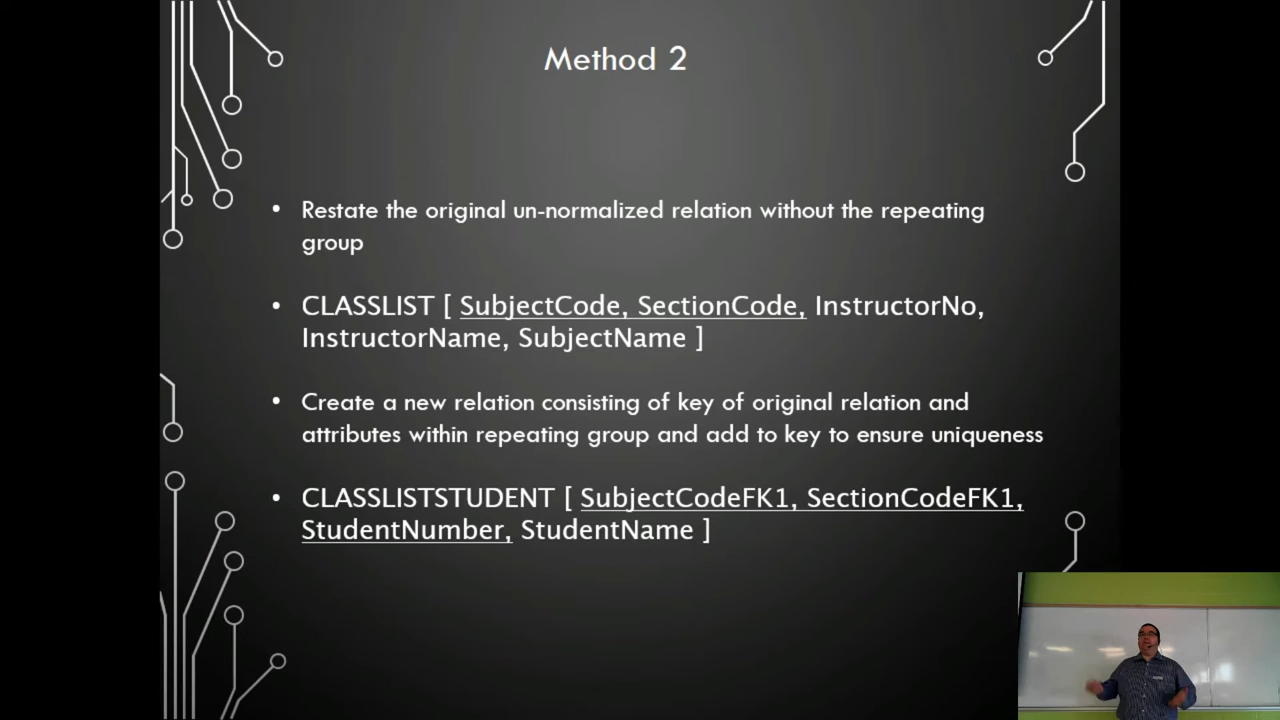 Method 2
• Restate the original un-normalized relation without the repeating
group
• CLASSLIST [ SubjectCode, SectionCode, InstructorNo,
InstructorName, SubjectName ]
• Create a new relation consisting of key of original relation and
attributes within repeating group and add to key to ensure uniqueness
• CLASSLISTSTUDENT [ SubjectCodeFK1, SectionCodeFK1,
StudentNumber, StudentName ]